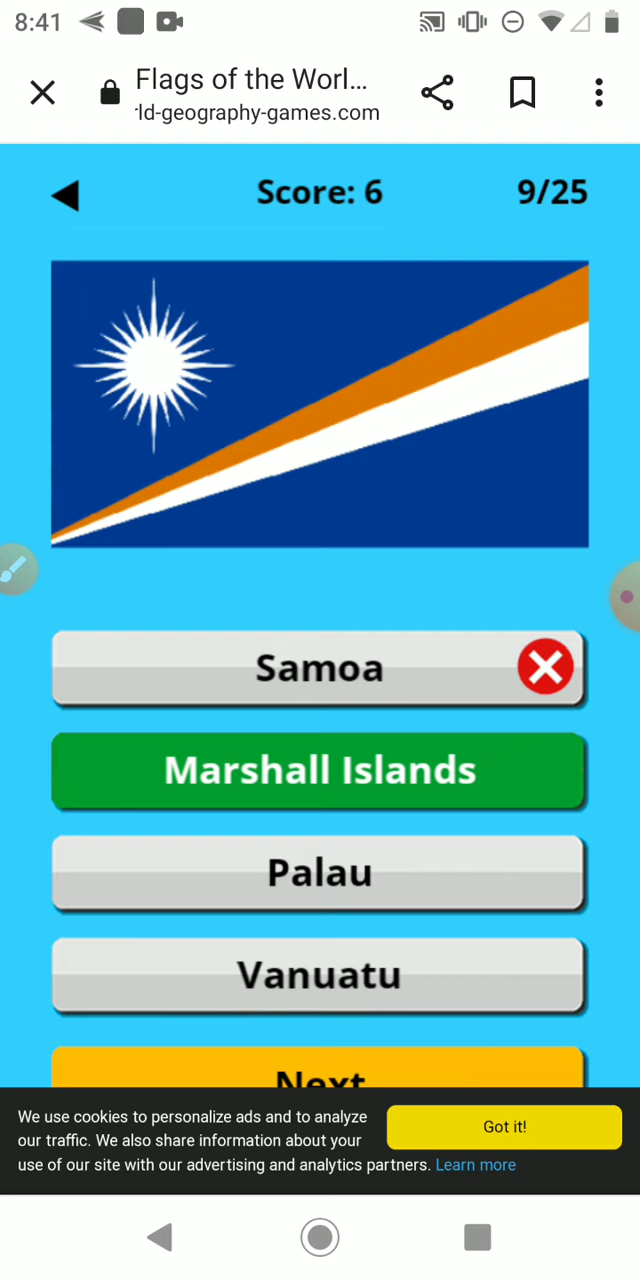 8:41
Flags of the Worl...
rld-geography-games.com
Score: 6
9/25
Samoa
Marshall Islands
Palau
Vanuatu
Next
We use cookies to personalize ads and to analyze
our traffic. We also share information about your
use of our site with our advertising and analytics partners. Learn more
Got it!